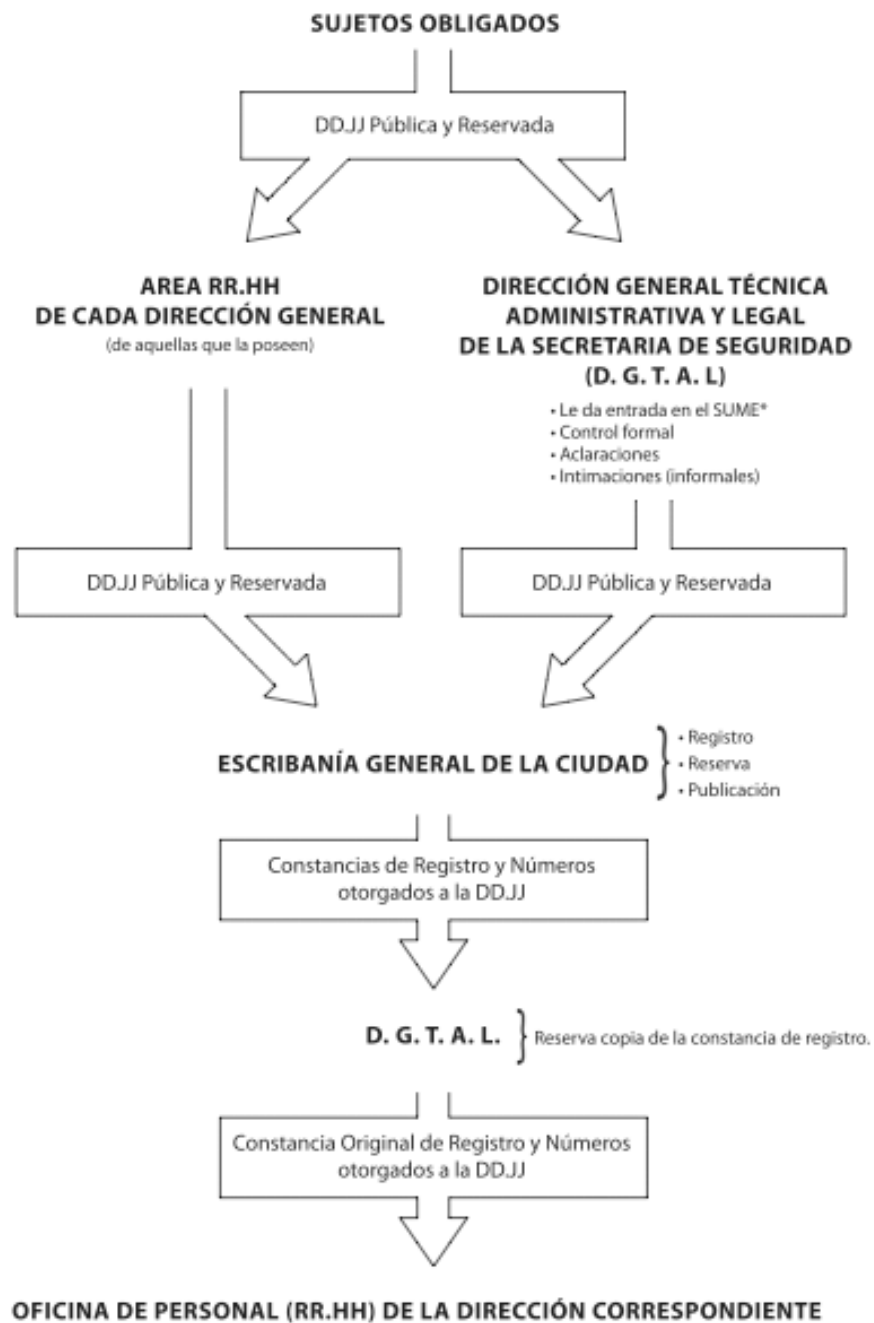 SUJETOS OBLIGADOS
DD.JJ Pública y Reservada
AREA RR.HH
DE CADA DIRECCIÓN GENERAL
(de aquellas que la poseen)
DIRECCIÓN GENERAL TÉCNICA
ADMINISTRATIVA Y LEGAL
DE LA SECRETARIA DE SEGURIDAD
(D. G. T. A. L)
• Le da entrada en el SUME*
• Control formal
• Aclaraciones
• Intimaciones (informales)
DD.JJ Pública y Reservada
DD.JJ Pública y Reservada
ESCRIBANÍA GENERAL DE LA CIUDAD
• Registro
• Reserva
• Publicación
Constancias de Registro y Números
otorgados a la DD.JJ
D. G. T. A. L.
Reserva copia de la constancia de registro.
Constancia Original de Registro y Números
otorgados a la DD.JJ
OFICINA DE PERSONAL (RR.HH) DE LA DIRECCIÓN CORRESPONDIENTE